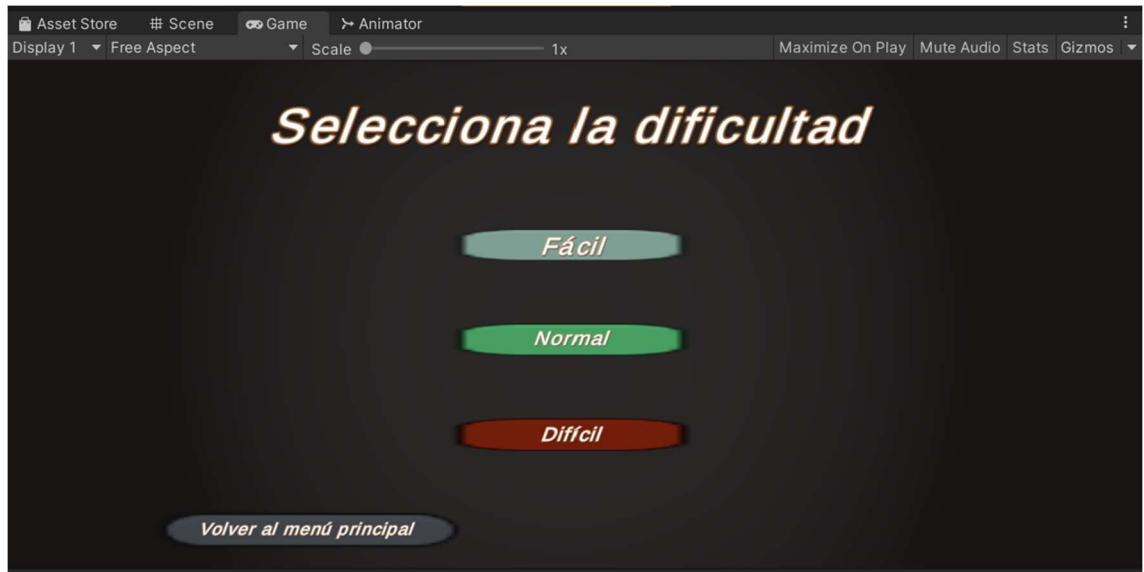 Asset Store Scene Game Animator
Display 1 Free Aspect Scale 1x Maximize On Play Mute Audio Stats Gizmos
Selecciona la dificultad
Fácil
Normal
Difícil
Volver al menú principal